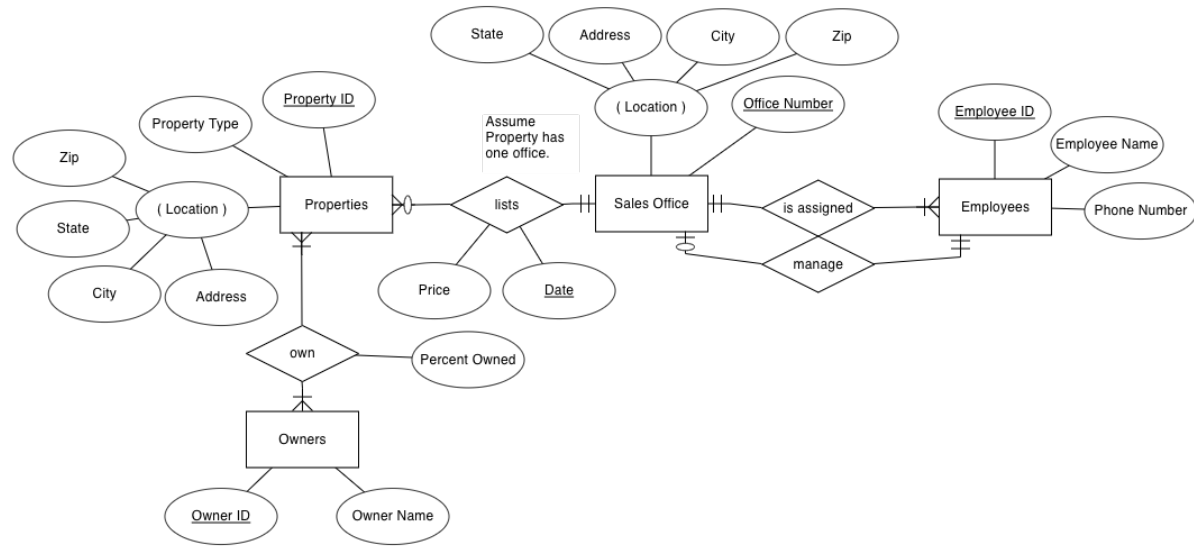 State
Address
City
Zip
( Location )
Office Number
Property ID
Property Type
Assume
Property has
one office.
Employee ID
Employee Name
Zip
( Location )
Properties
lists
Sales Office
is assigned
Employees
Phone Number
State
manage
City
Address
Price
Date
own
Percent Owned
Owners
Owner ID
Owner Name